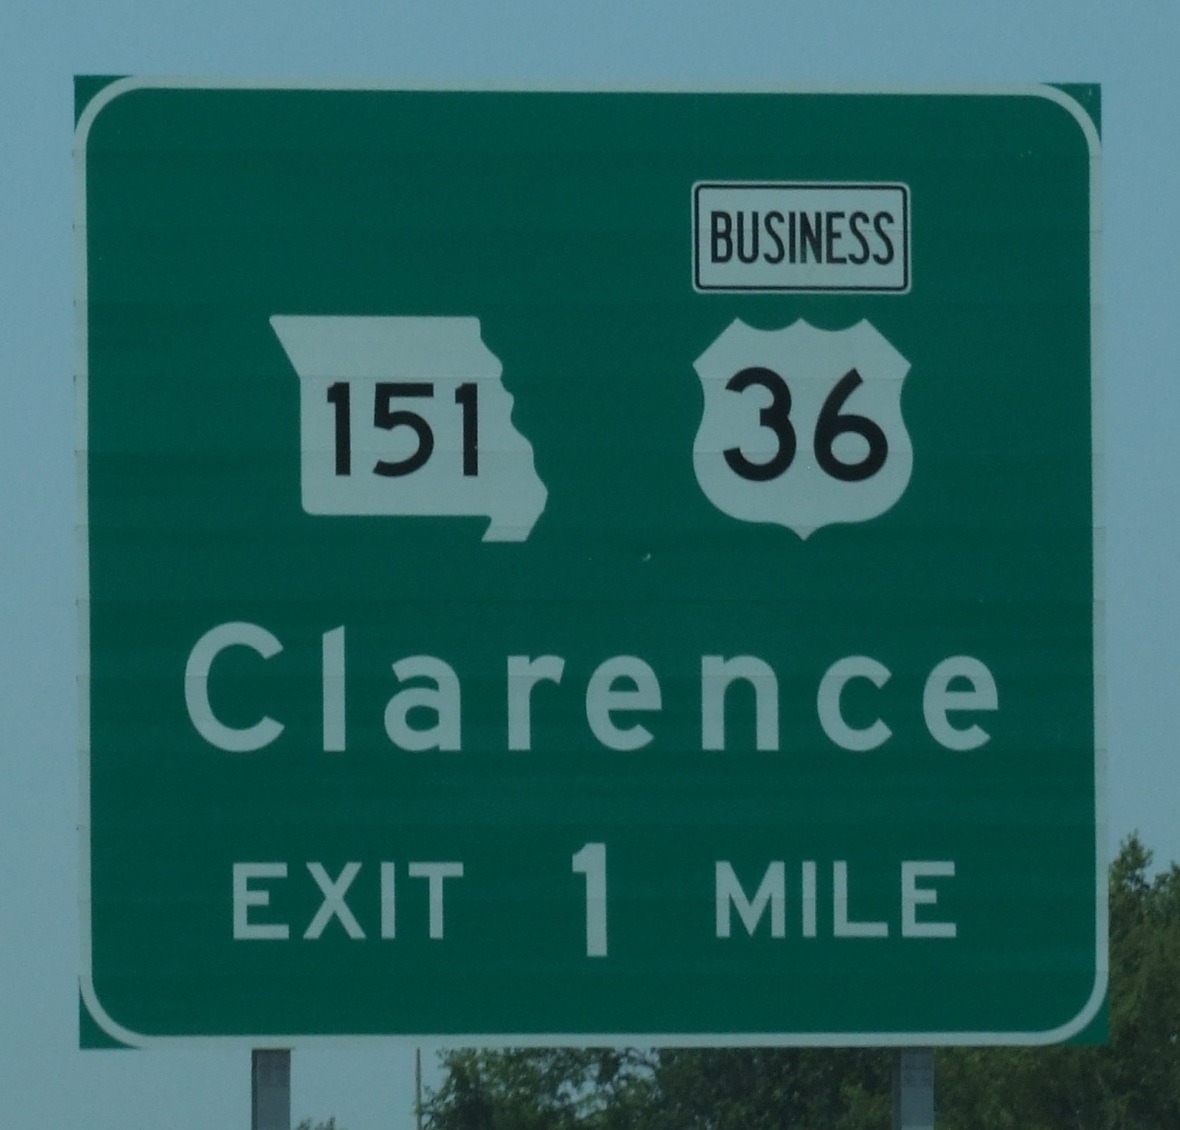 BUSINESS
151 36
Clarence
EXIT 1 MILE